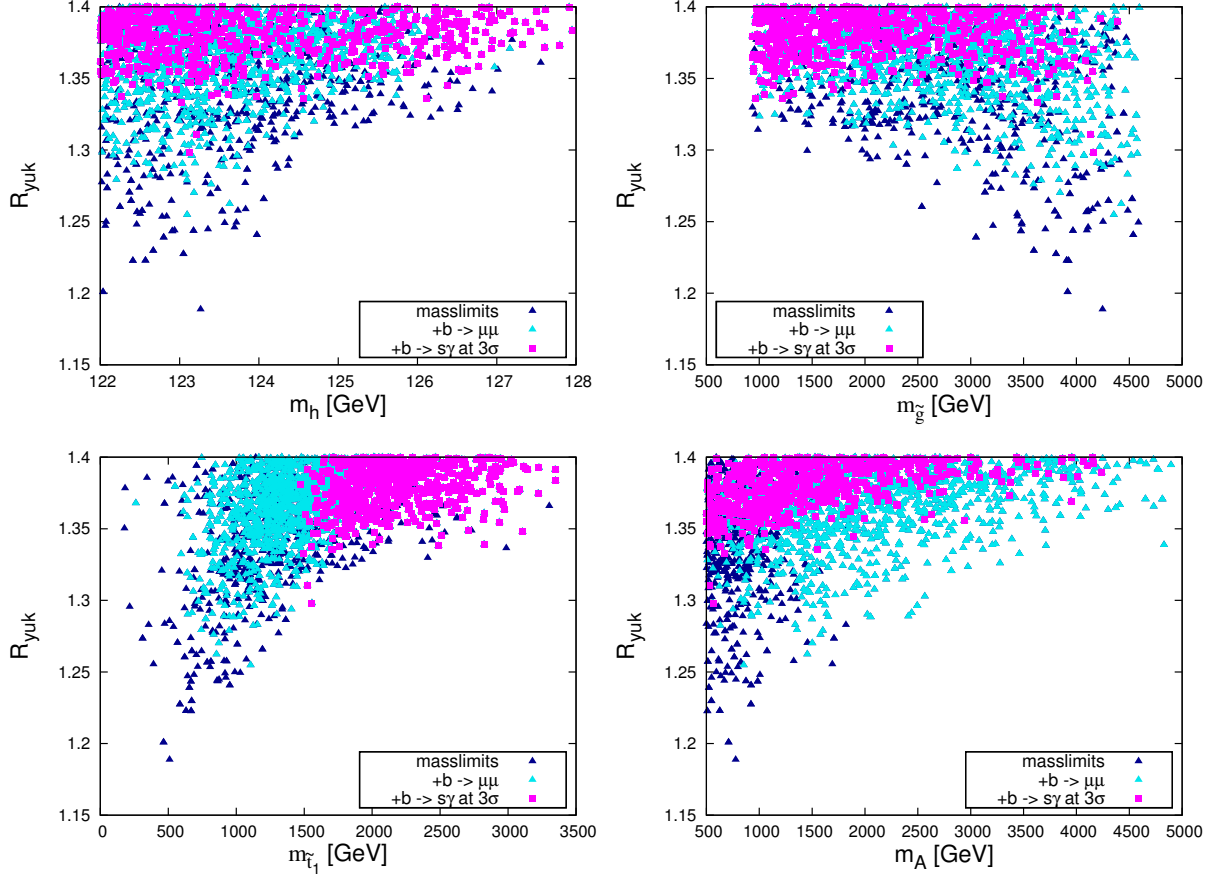 1.4
1.35
1.3
1.25
1.2
1.15
R_yuk
masslimits
+b -> μμ
+b -> sγ at 3σ
122 123 124 125 126 127 128
m_h [GeV]
1.4
1.35
1.3
1.25
1.2
1.15
R_yuk
masslimits
+b -> μμ
+b -> sγ at 3σ
500 1000 1500 2000 2500 3000 3500 4000 4500 5000
m_g̃ [GeV]
1.4
1.35
1.3
1.25
1.2
1.15
R_yuk
masslimits
+b -> μμ
+b -> sγ at 3σ
0 500 1000 1500 2000 2500 3000 3500
m_t̃₁ [GeV]
1.4
1.35
1.3
1.25
1.2
1.15
R_yuk
masslimits
+b -> μμ
+b -> sγ at 3σ
500 1000 1500 2000 2500 3000 3500 4000 4500 5000
m_A [GeV]